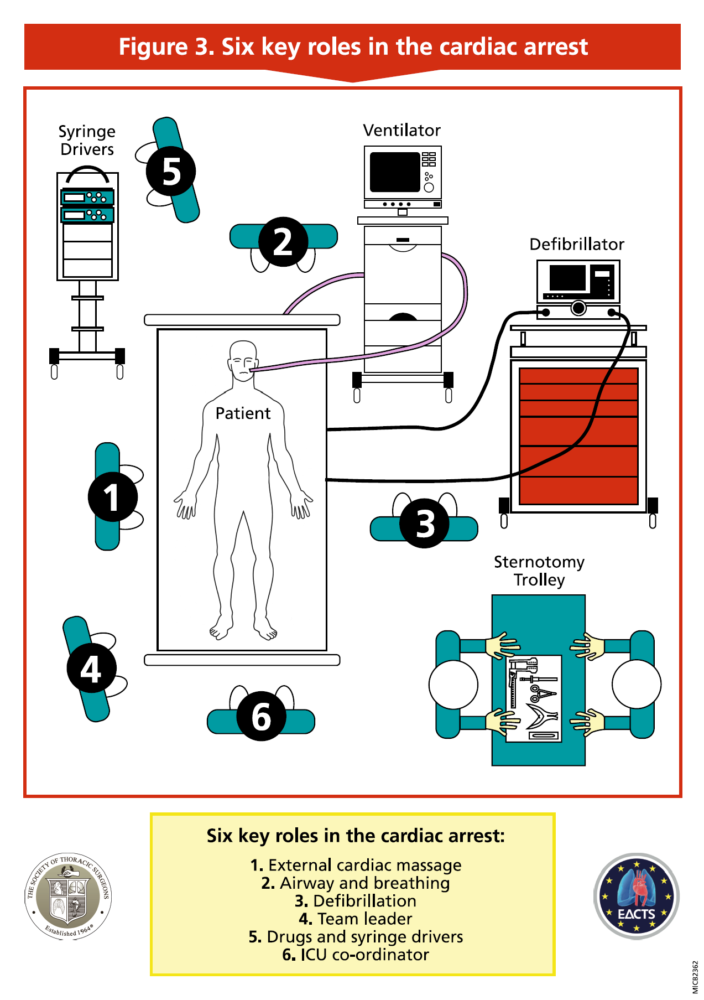 Figure 3. Six key roles in the cardiac arrest
Syringe
Drivers
5
Ventilator
2
Defibrillator
Patient
1
3
Sternotomy
Trolley
4
6
Six key roles in the cardiac arrest:
1. External cardiac massage
2. Airway and breathing
3. Defibrillation
4. Team leader
5. Drugs and syringe drivers
6. ICU co-ordinator
THE SOCIETY OF THORACIC SURGEONS
Established 1964®
EACTS
MICB2362